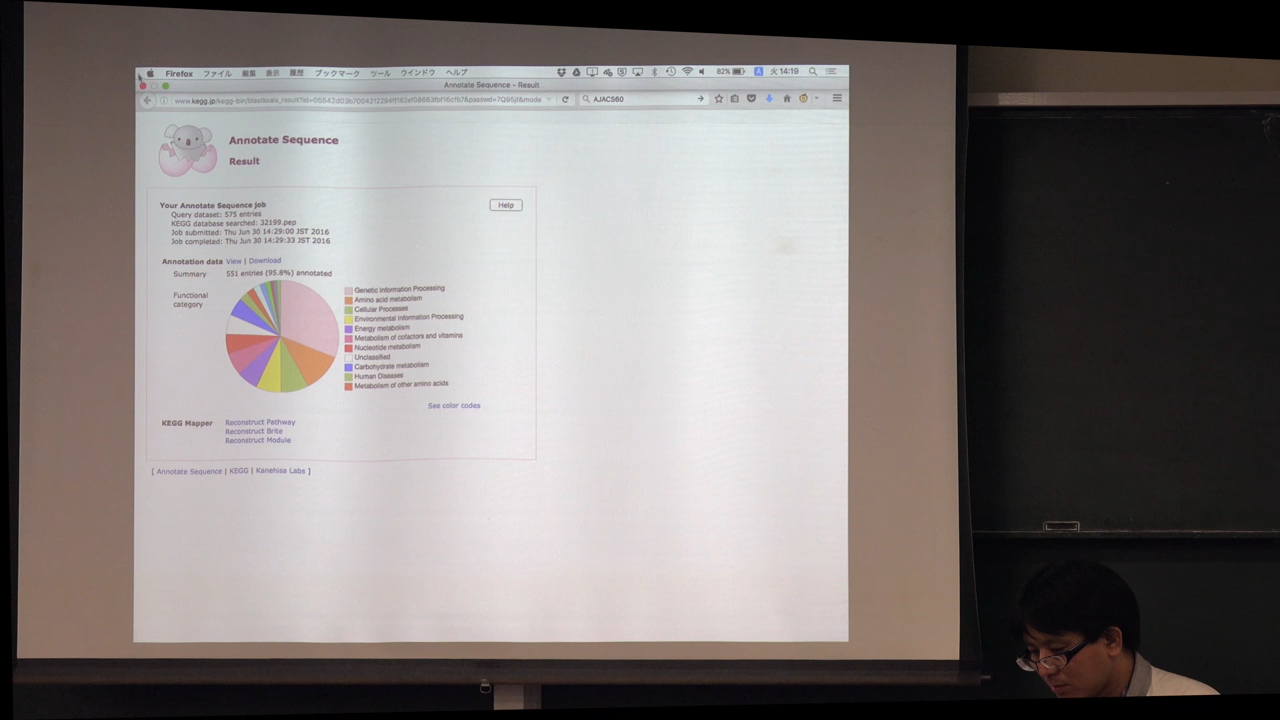 Firefox ファイル 編集 表示 履歴 ブックマーク ツール ウインドウ ヘルプ 82% A 火 14:19
Annotate Sequence - Result
AJACS60
Annotate Sequence
Result
Your Annotate Sequence job
Help
Query dataset: 575 entries
KEGG database searched: 32199.pep
Job submitted: Thu Jun 30 14:29:00 JST 2016
Job completed: Thu Jun 30 14:29:33 JST 2016
Annotation data View | Download
Summary 551 entries (95.8%) annotated
Functional category
Genetic Information Processing
Amino acid metabolism
Cellular Processes
Environmental Information Processing
Energy metabolism
Metabolism of cofactors and vitamins
Nucleotide metabolism
Unclassified
Carbohydrate metabolism
Human Diseases
Metabolism of other amino acids
See color codes
KEGG Mapper Reconstruct Pathway
Reconstruct Brite
Reconstruct Module
[ Annotate Sequence | KEGG | Kanehisa Labs ]